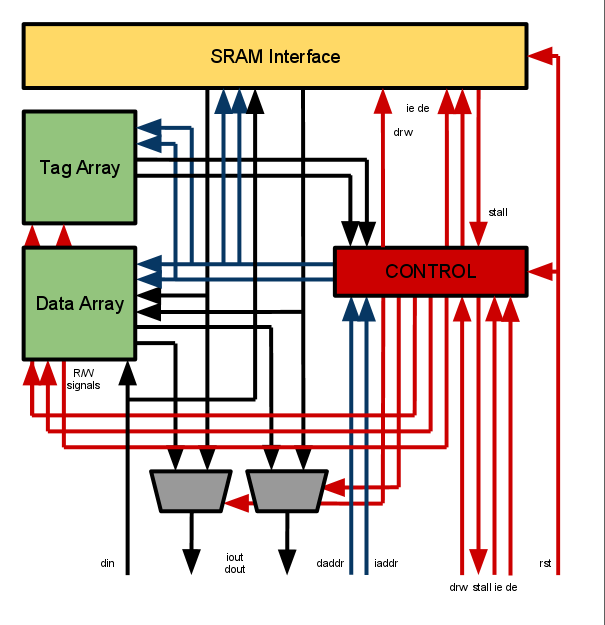 SRAM Interface
ie de
drw
Tag Array
stall
CONTROL
Data Array
R/W
signals
din
iout
dout
daddr
iaddr
rst
drw stall ie de